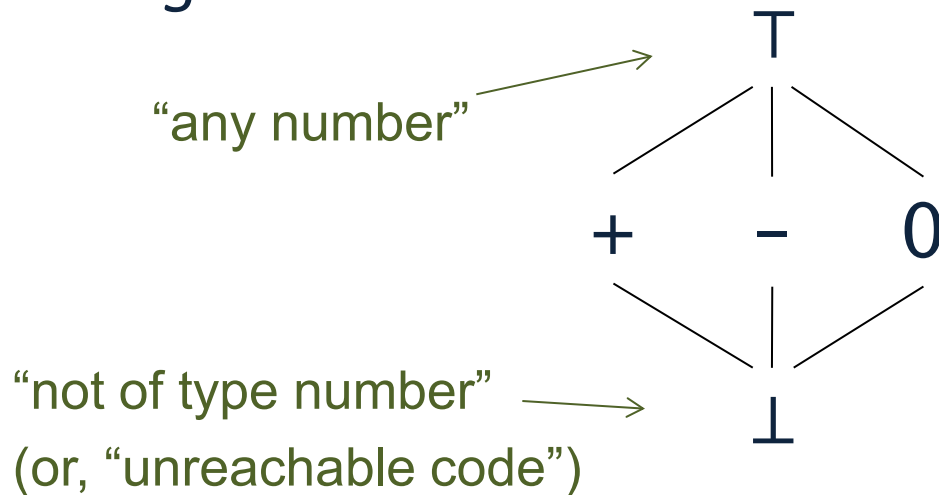 ⊤
“any number”
+ − 0
“not of type number”
⊥
(or, “unreachable code”)